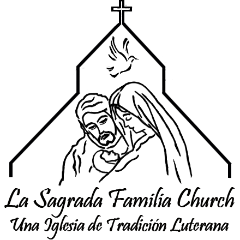 La Sagrada Familia Church
Una Iglesia de Tradición Luterana